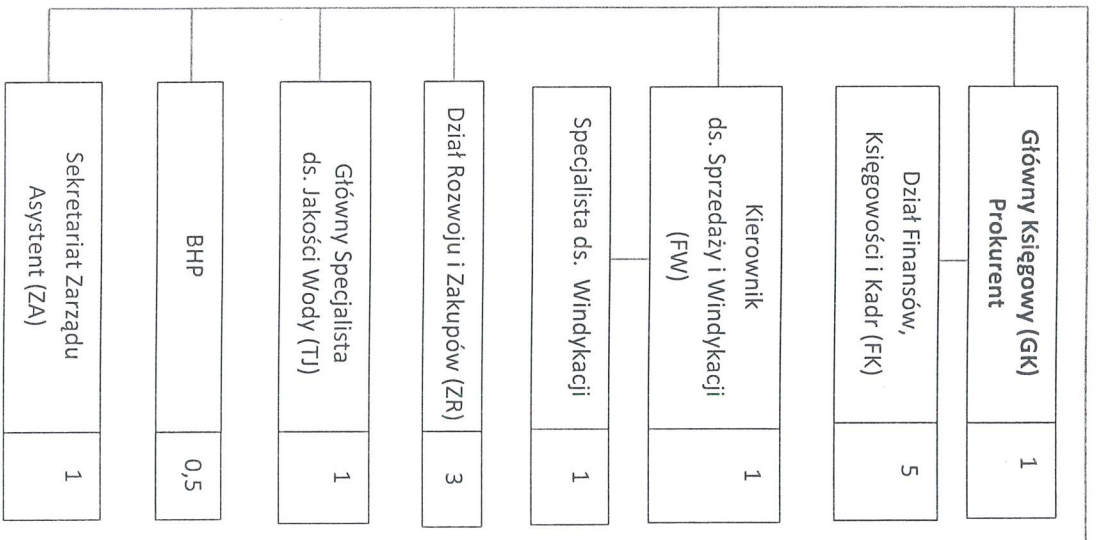 Główny Księgowy (GK)
Prokurent
1
Dział Finansów,
Księgowości i Kadr (FK)
5
Kierownik
ds. Sprzedaży i Windykacji
(FW)
1
Specjalista ds. Windykacji
1
Dział Rozwoju i Zakupów (ZR)
3
Główny Specjalista
ds. Jakości Wody (TJ)
1
BHP
0,5
Sekretariat Zarządu
Asystent (ZA)
1